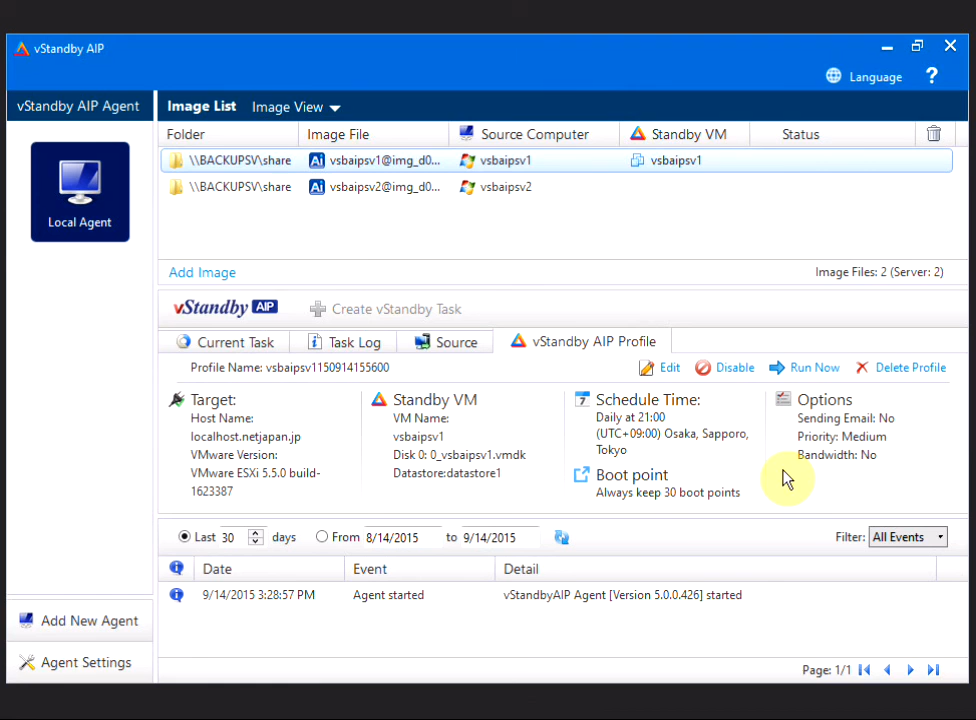 vStandby AIP
Language ?
vStandby AIP Agent
Image List Image View
Folder Image File Source Computer Standby VM Status
\\BACKUPSV\share Ai vsbaipsv1@img_d0... vsbaipsv1 vsbaipsv1
\\BACKUPSV\share Ai vsbaipsv2@img_d0... vsbaipsv2
Local Agent
Add Image Image Files: 2 (Server: 2)
vStandby AIP Create vStandby Task
Current Task Task Log Source vStandby AIP Profile
Profile Name: vsbaipsv1150914155600 Edit Disable Run Now Delete Profile
Target:
Host Name:
localhost.netjapan.jp
VMware Version:
VMware ESXi 5.5.0 build-
1623387
Standby VM
VM Name:
vsbaipsv1
Disk 0: 0_vsbaipsv1.vmdk
Datastore:datastore1
7 Schedule Time:
Daily at 21:00
(UTC+09:00) Osaka, Sapporo,
Tokyo
Boot point
Always keep 30 boot points
Options
Sending Email: No
Priority: Medium
Bandwidth: No
Last 30 days From 8/14/2015 to 9/14/2015 Filter: All Events
Date Event Detail
9/14/2015 3:28:57 PM Agent started vStandbyAIP Agent [Version 5.0.0.426] started
Add New Agent
Agent Settings
Page: 1/1